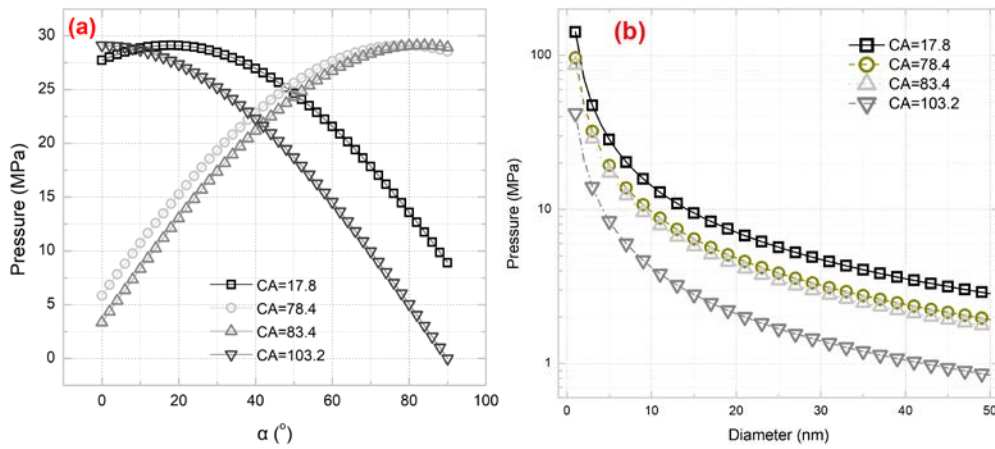 (a)
30
25
20
15
10
5
0
Pressure (MPa)
CA=17.8
CA=78.4
CA=83.4
CA=103.2
0 20 40 60 80 100
α (°)
(b)
100
10
1
Pressure (MPa)
CA=17.8
CA=78.4
CA=83.4
CA=103.2
0 10 20 30 40 50
Diameter (nm)